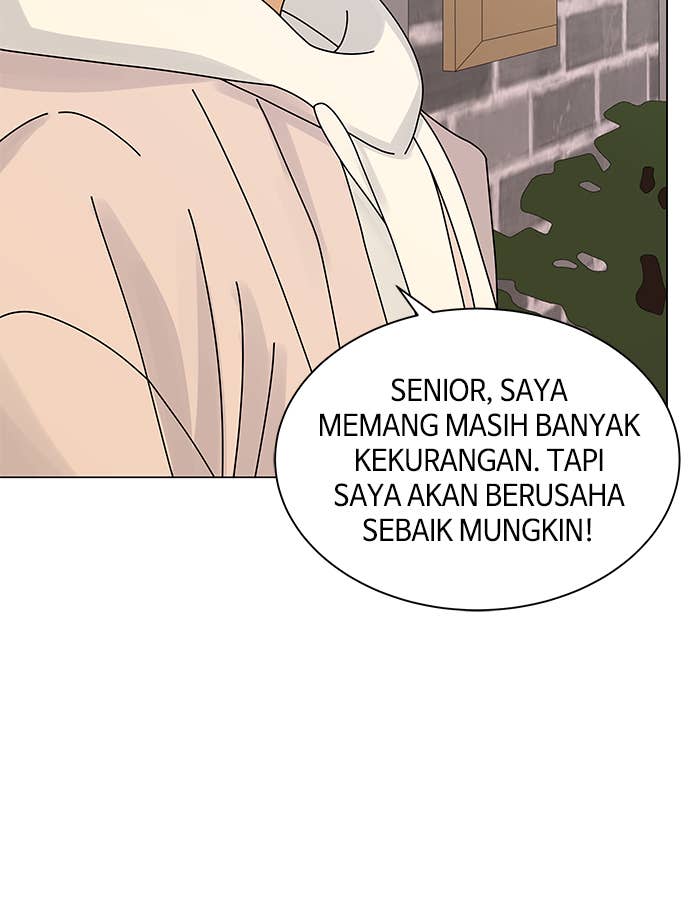 SENIOR, SAYA
MEMANG MASIH BANYAK
KEKURANGAN. TAPI
SAYA AKAN BERUSAHA
SEBAIK MUNGKIN!